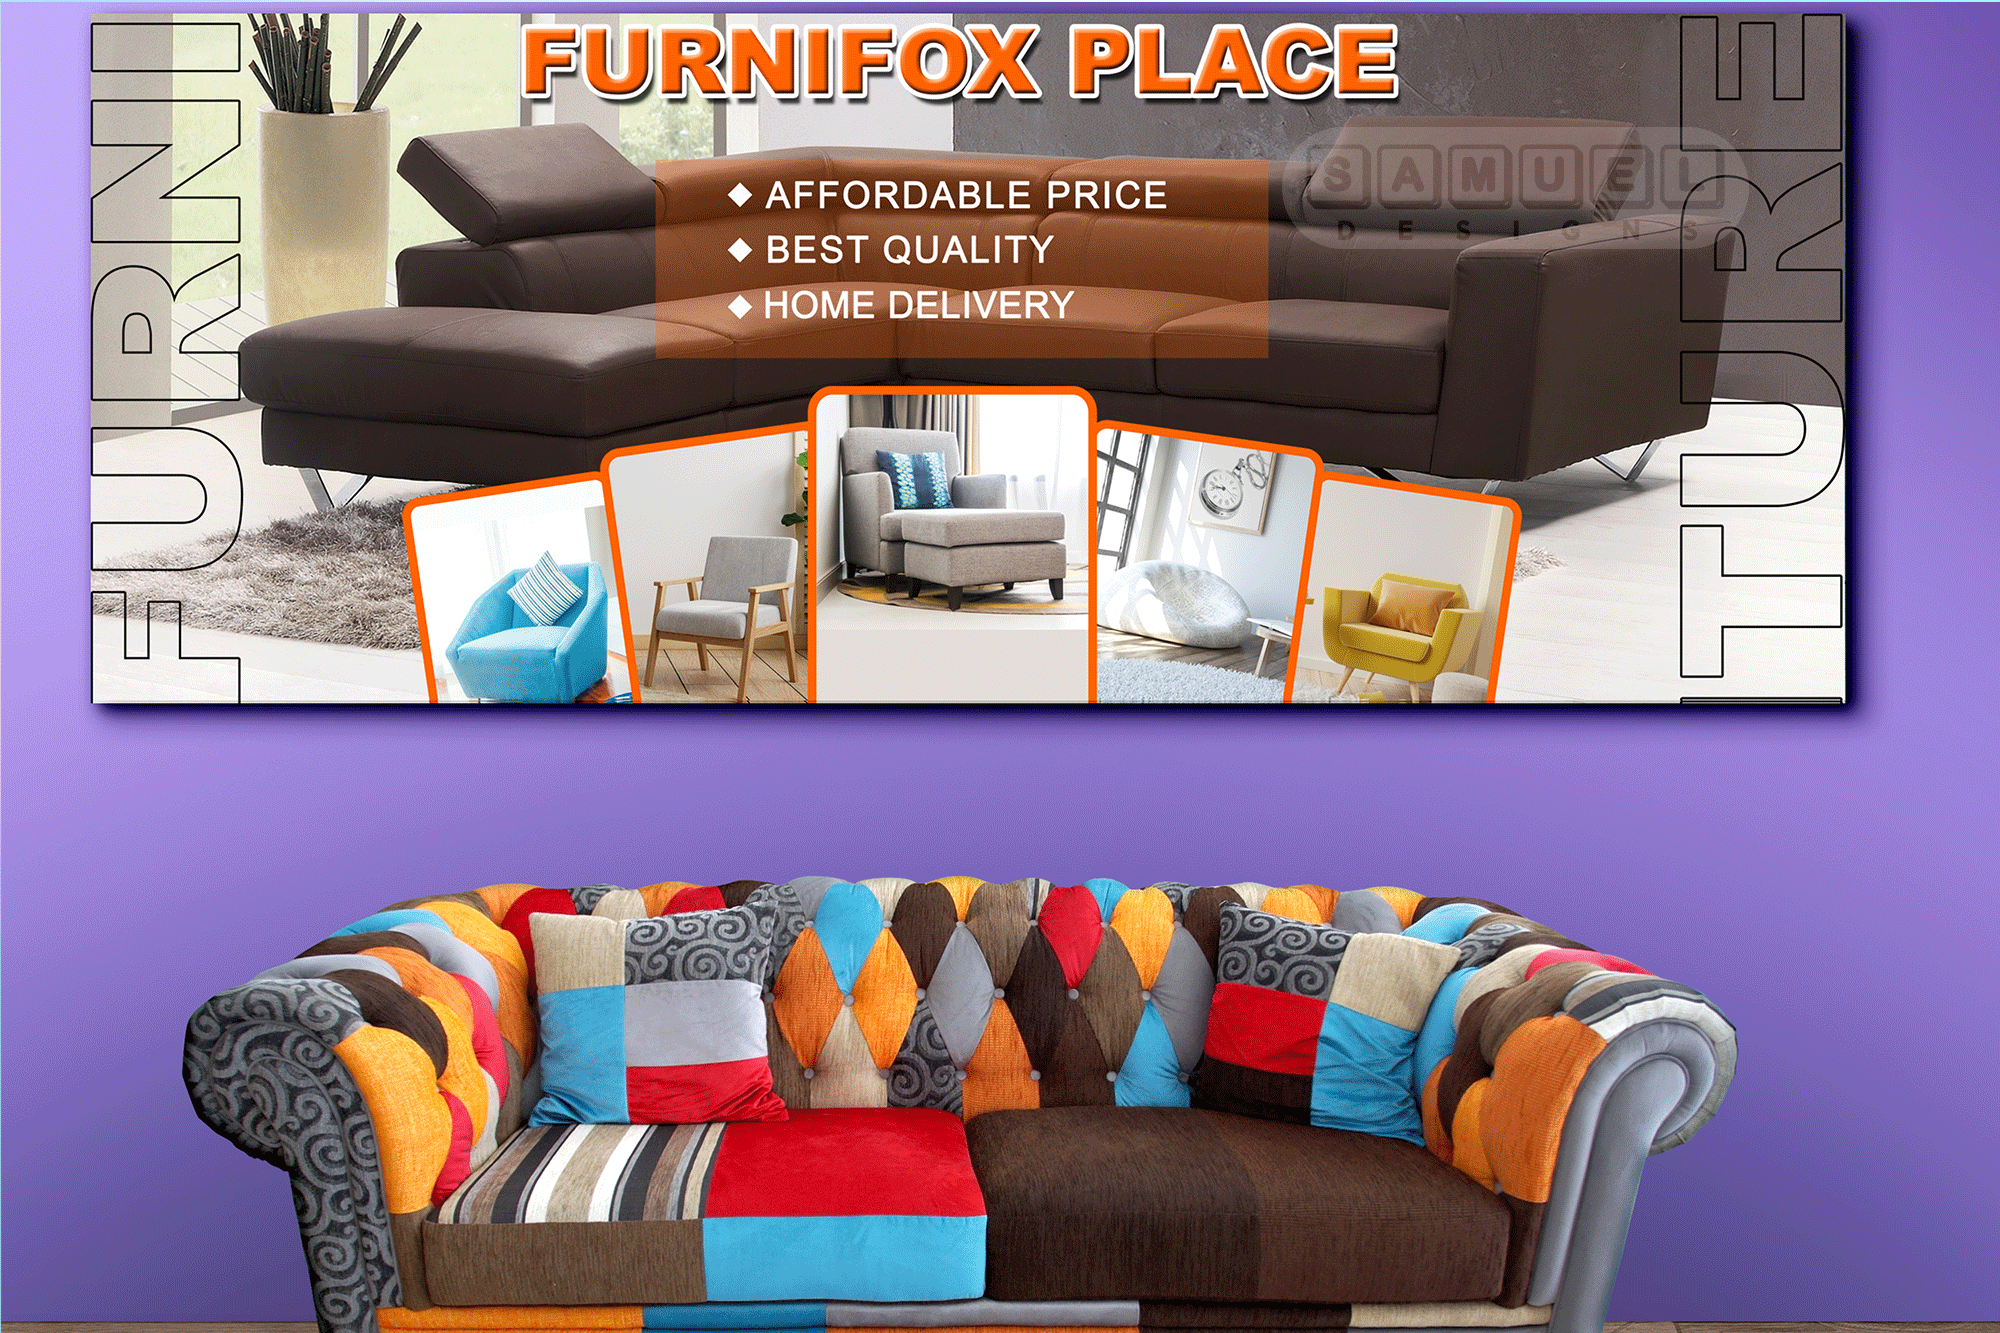 FURNIFOX PLACE
SAMUEL
DESIGNS
◆ AFFORDABLE PRICE
◆ BEST QUALITY
◆ HOME DELIVERY
FURNI
TURE